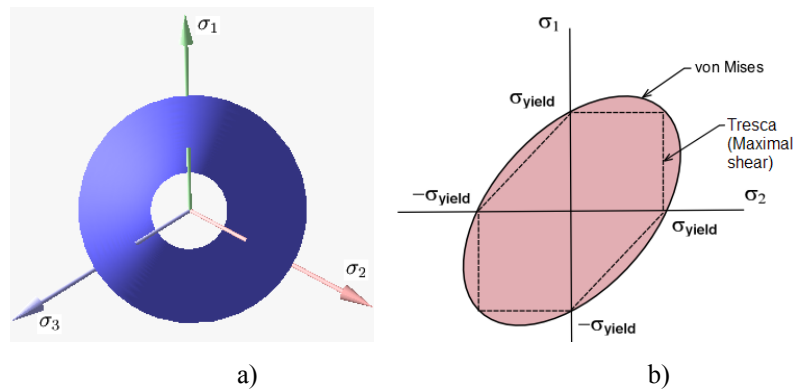 σ₁
σ₂
σ₃
a)
σ₁
von Mises
σyield
Tresca
(Maximal
shear)
−σyield
σ₂
σyield
−σyield
b)